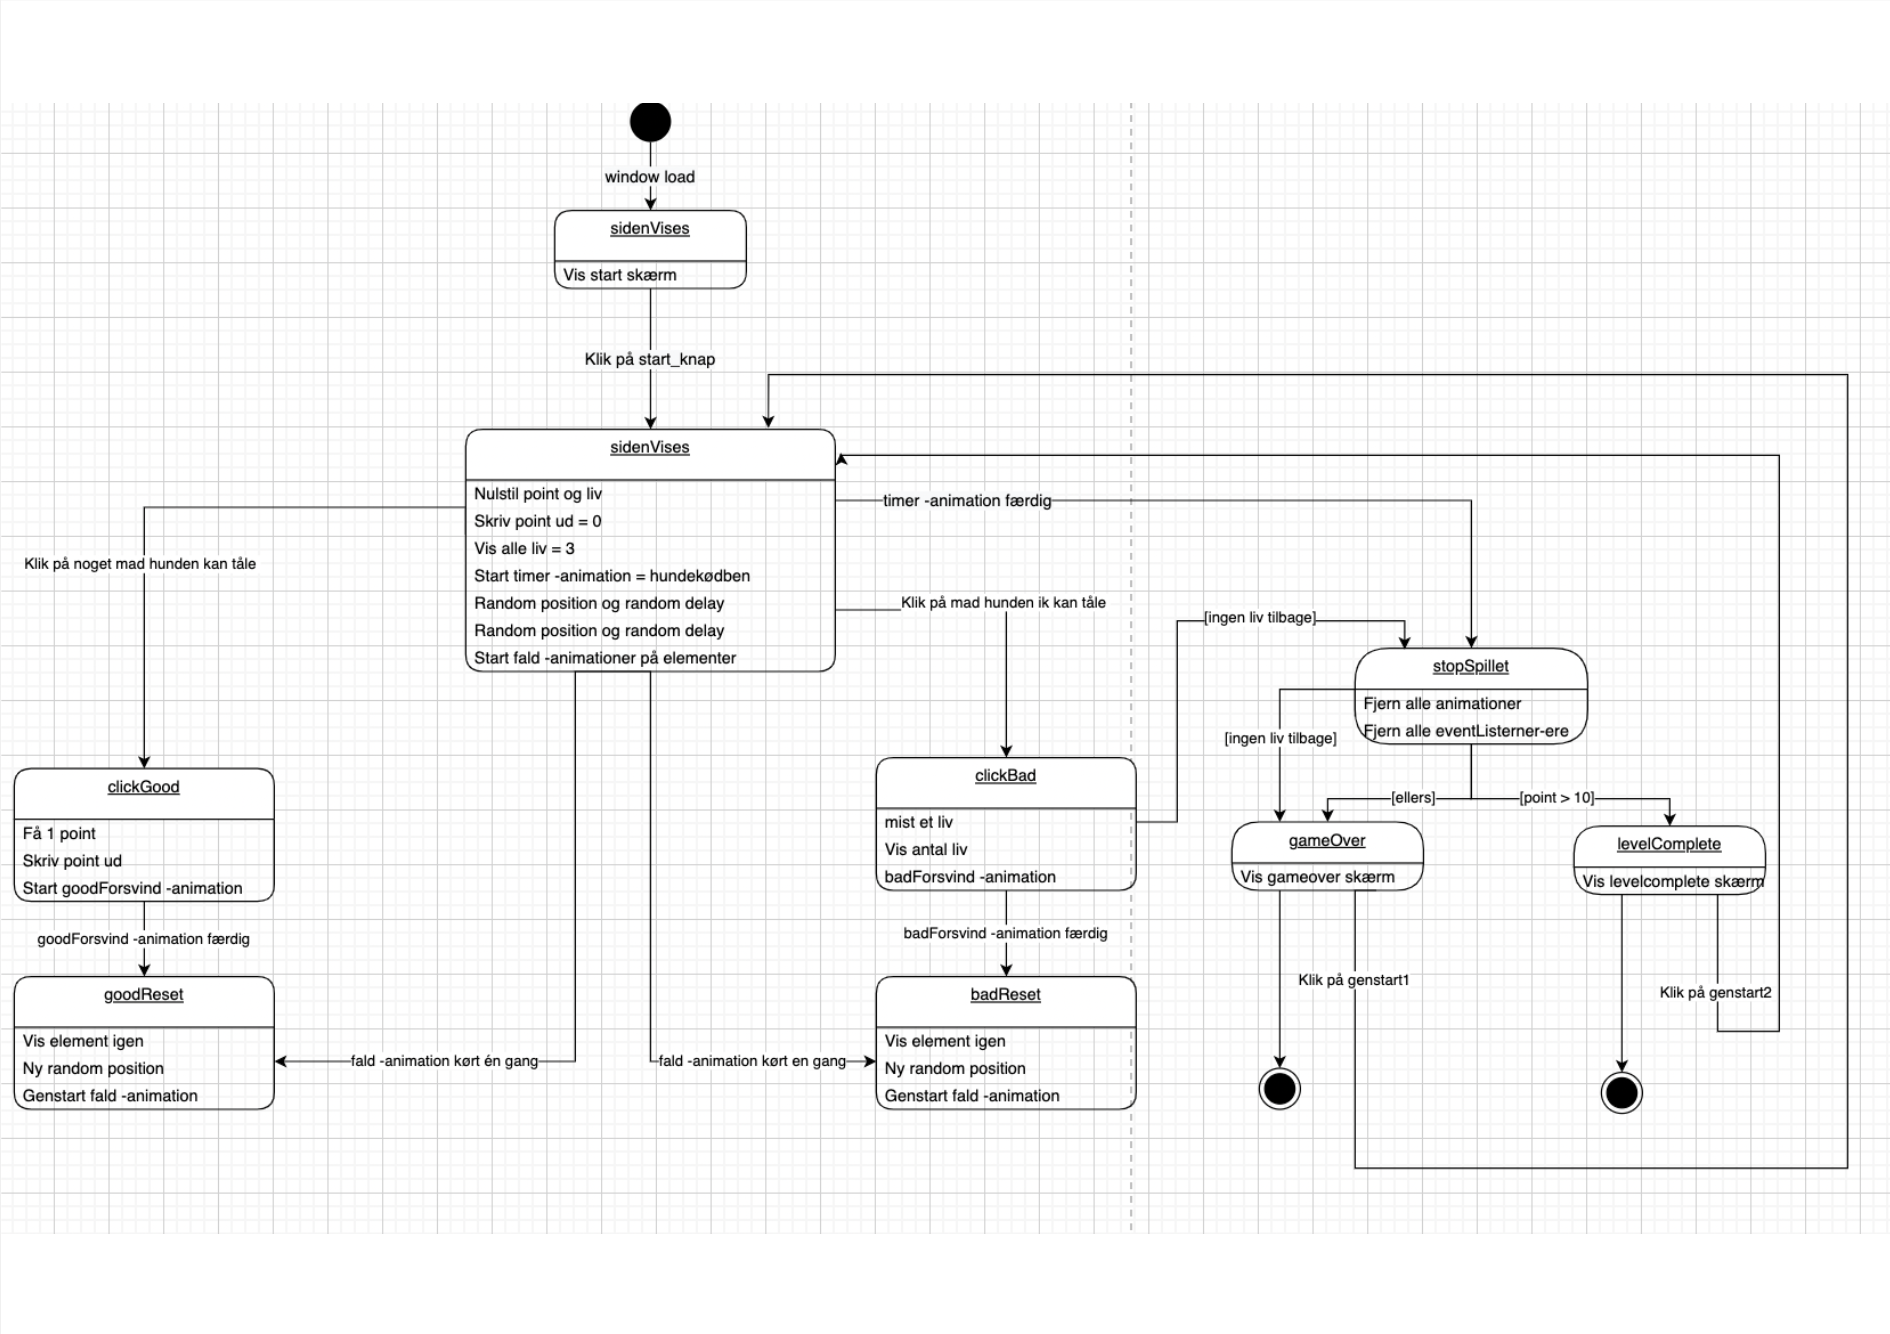 window load
sidenVises
Vis start skærm
Klik på start_knap
sidenVises
Nulstil point og liv
Skriv point ud = 0
Vis alle liv = 3
Start timer -animation = hundekødben
Random position og random delay
Random position og random delay
Start fald -animationer på elementer
timer -animation færdig
Klik på noget mad hunden kan tåle
Klik på mad hunden ik kan tåle
[ingen liv tilbage]
stopSpillet
Fjern alle animationer
Fjern alle eventListerner-ere
[ingen liv tilbage]
[ellers]
[point > 10]
clickGood
Få 1 point
Skriv point ud
Start goodForsvind -animation
clickBad
mist et liv
Vis antal liv
badForsvind -animation
gameOver
Vis gameover skærm
levelComplete
Vis levelcomplete skærm
goodForsvind -animation færdig
badForsvind -animation færdig
Klik på genstart1
Klik på genstart2
goodReset
Vis element igen
Ny random position
Genstart fald -animation
fald -animation kørt én gang
fald -animation kørt en gang
badReset
Vis element igen
Ny random position
Genstart fald -animation